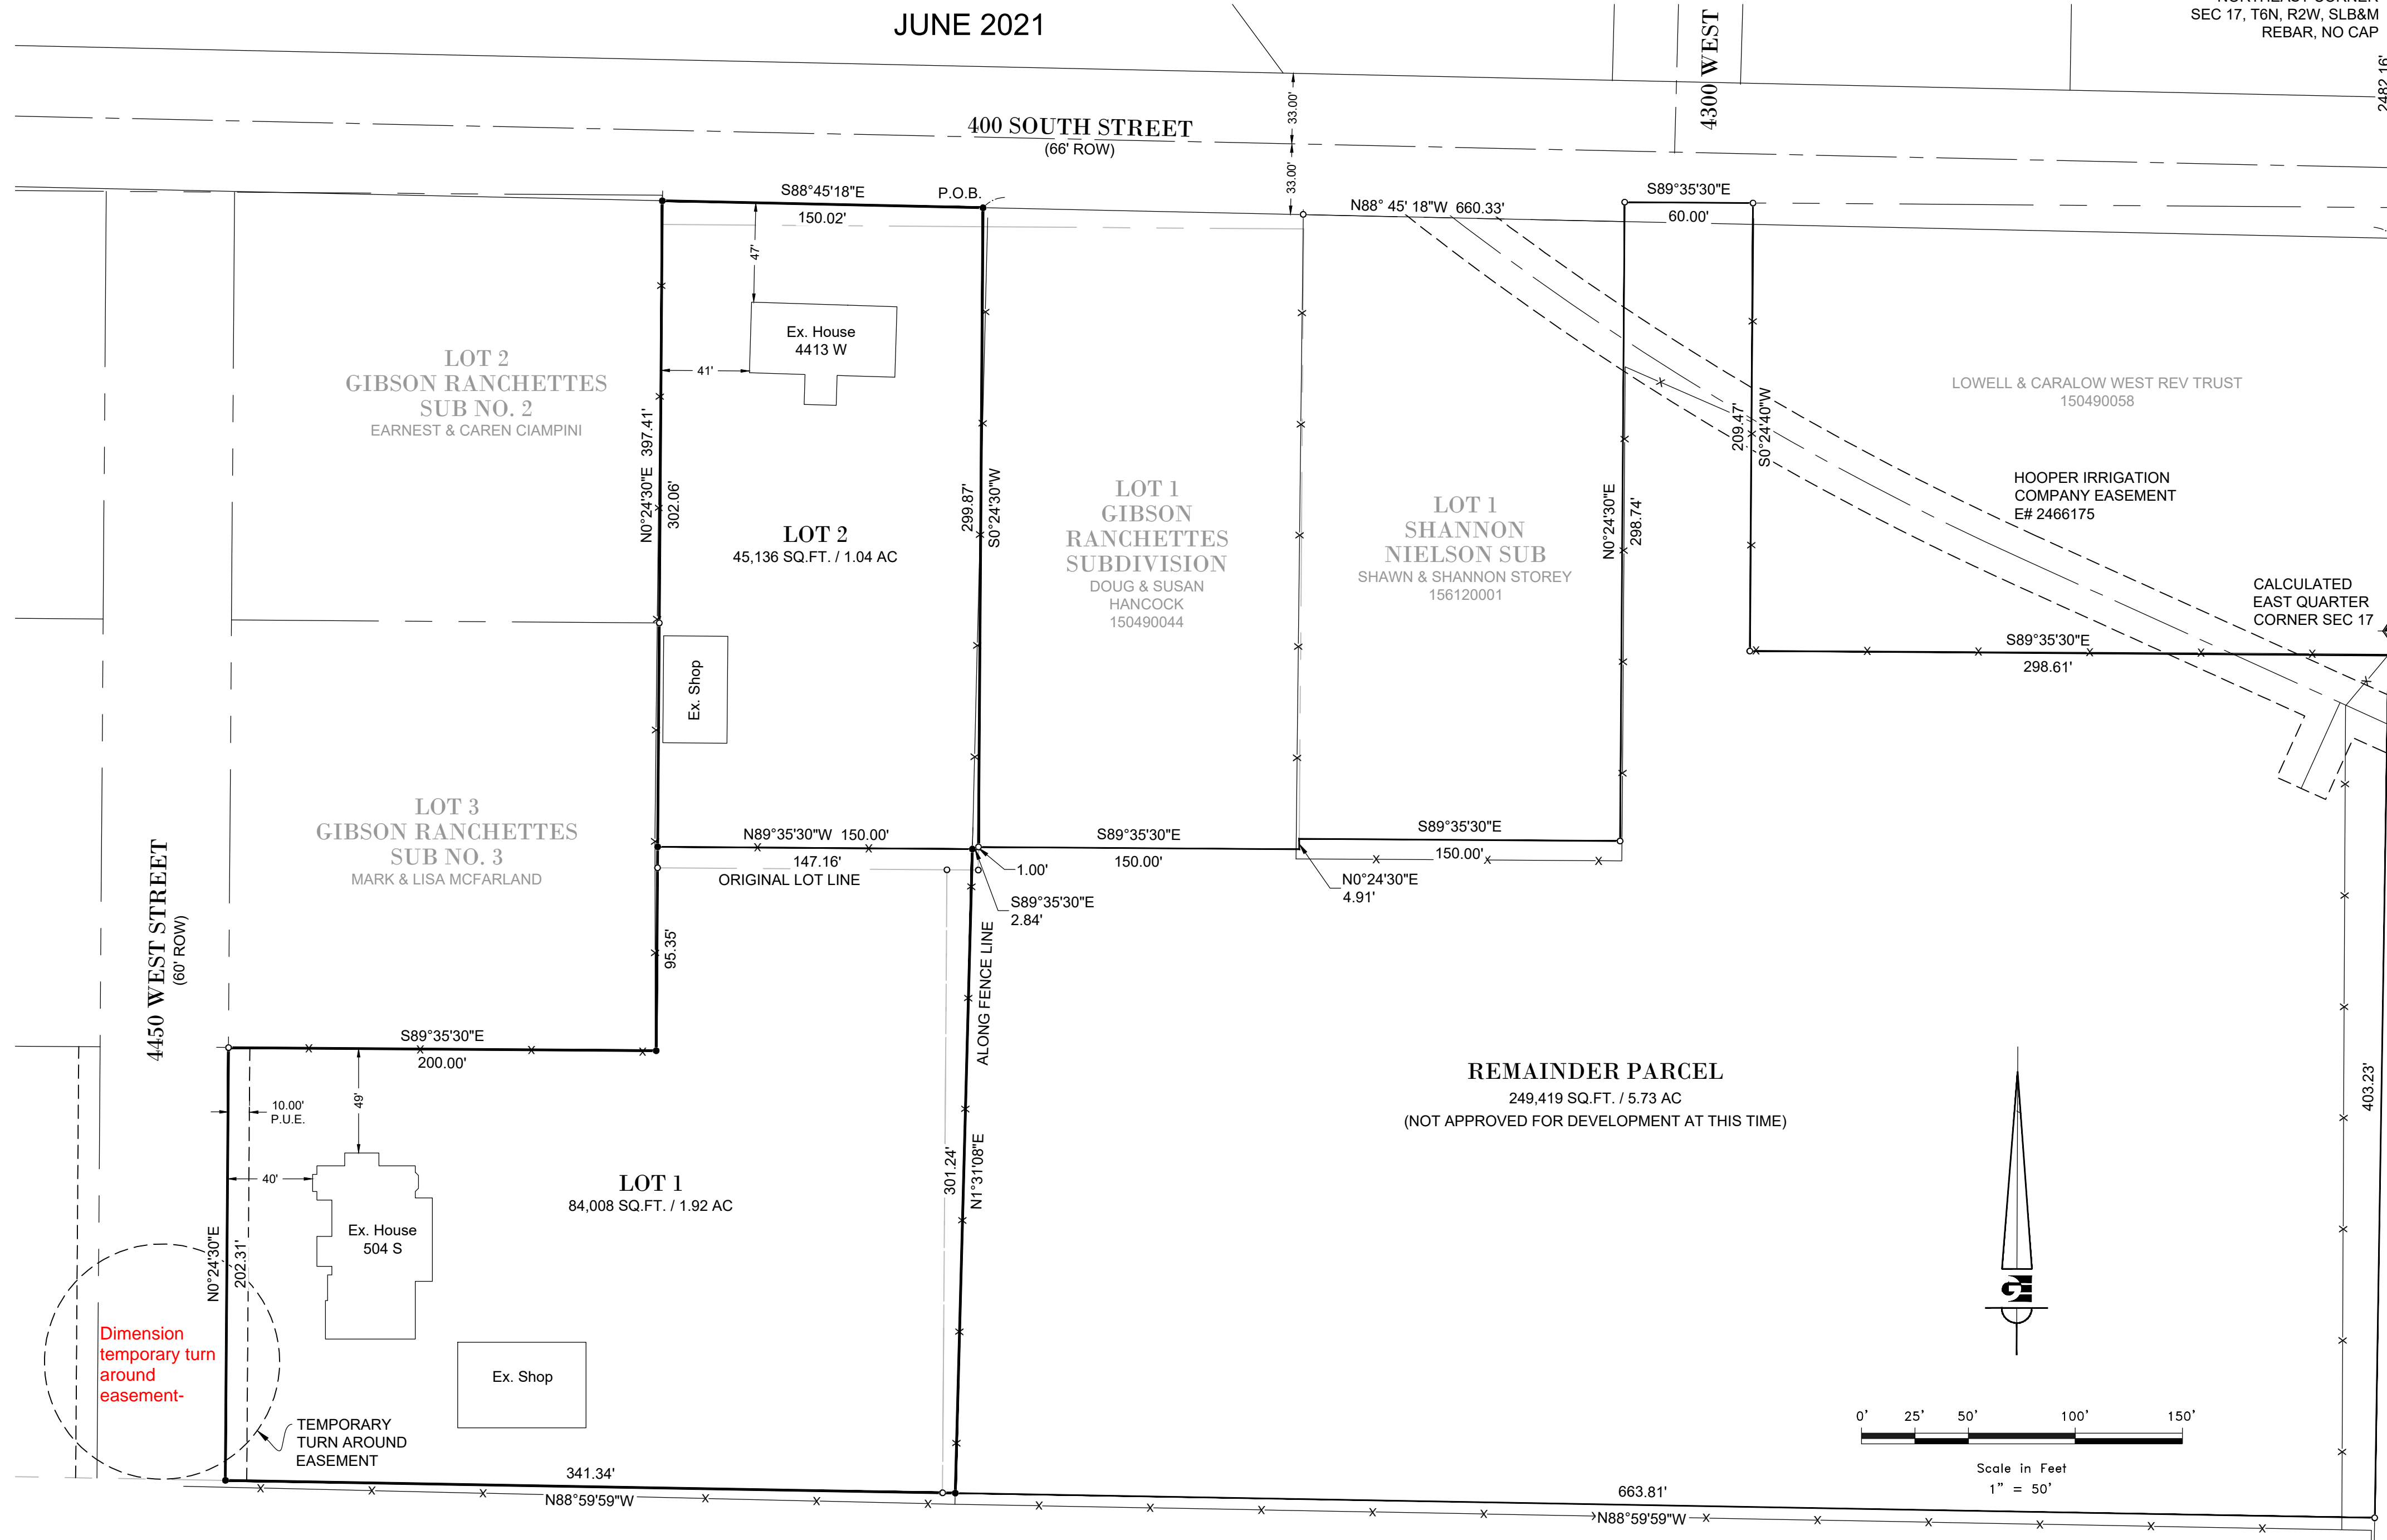 JUNE 2021
SEC 17, T6N, R2W, SLB&M
REBAR, NO CAP
2482.16'
4300 WEST
33.00'
33.00'
400 SOUTH STREET
(66' ROW)
S88°45'18"E
P.O.B.
150.02'
N88° 45' 18"W 660.33'
S89°35'30"E
60.00'
47'
Ex. House
4413 W
41'
LOT 2
GIBSON RANCHETTES
SUB NO. 2
EARNEST & CAREN CIAMPINI
N0°24'30"E 397.41'
302.06'
LOT 2
45,136 SQ.FT. / 1.04 AC
299.87'
S0°24'30"W
LOT 1
GIBSON
RANCHETTES
SUBDIVISION
DOUG & SUSAN
HANCOCK
150490044
LOT 1
SHANNON
NIELSON SUB
SHAWN & SHANNON STOREY
156120001
N0°24'30"E
298.74'
209.47'
S0°24'40"W
LOWELL & CARALOW WEST REV TRUST
150490058
HOOPER IRRIGATION
COMPANY EASEMENT
E# 2466175
CALCULATED
EAST QUARTER
CORNER SEC 17
S89°35'30"E
298.61'
Ex. Shop
LOT 3
GIBSON RANCHETTES
SUB NO. 3
MARK & LISA MCFARLAND
4450 WEST STREET
(60' ROW)
N89°35'30"W 150.00'
147.16'
ORIGINAL LOT LINE
S89°35'30"E
150.00'
1.00'
S89°35'30"E
2.84'
S89°35'30"E
150.00'
N0°24'30"E
4.91'
95.35'
ALONG FENCE LINE
S89°35'30"E
200.00'
10.00'
P.U.E.
49'
40'
Ex. House
504 S
LOT 1
84,008 SQ.FT. / 1.92 AC
301.24'
N1°31'08"E
REMAINDER PARCEL
249,419 SQ.FT. / 5.73 AC
(NOT APPROVED FOR DEVELOPMENT AT THIS TIME)
403.23'
N0°24'30"E
202.31'
Dimension
temporary turn
around
easement-
TEMPORARY
TURN AROUND
EASEMENT
Ex. Shop
341.34'
N88°59'59"W
663.81'
N88°59'59"W
GE
0' 25' 50' 100' 150'
Scale in Feet
1" = 50'